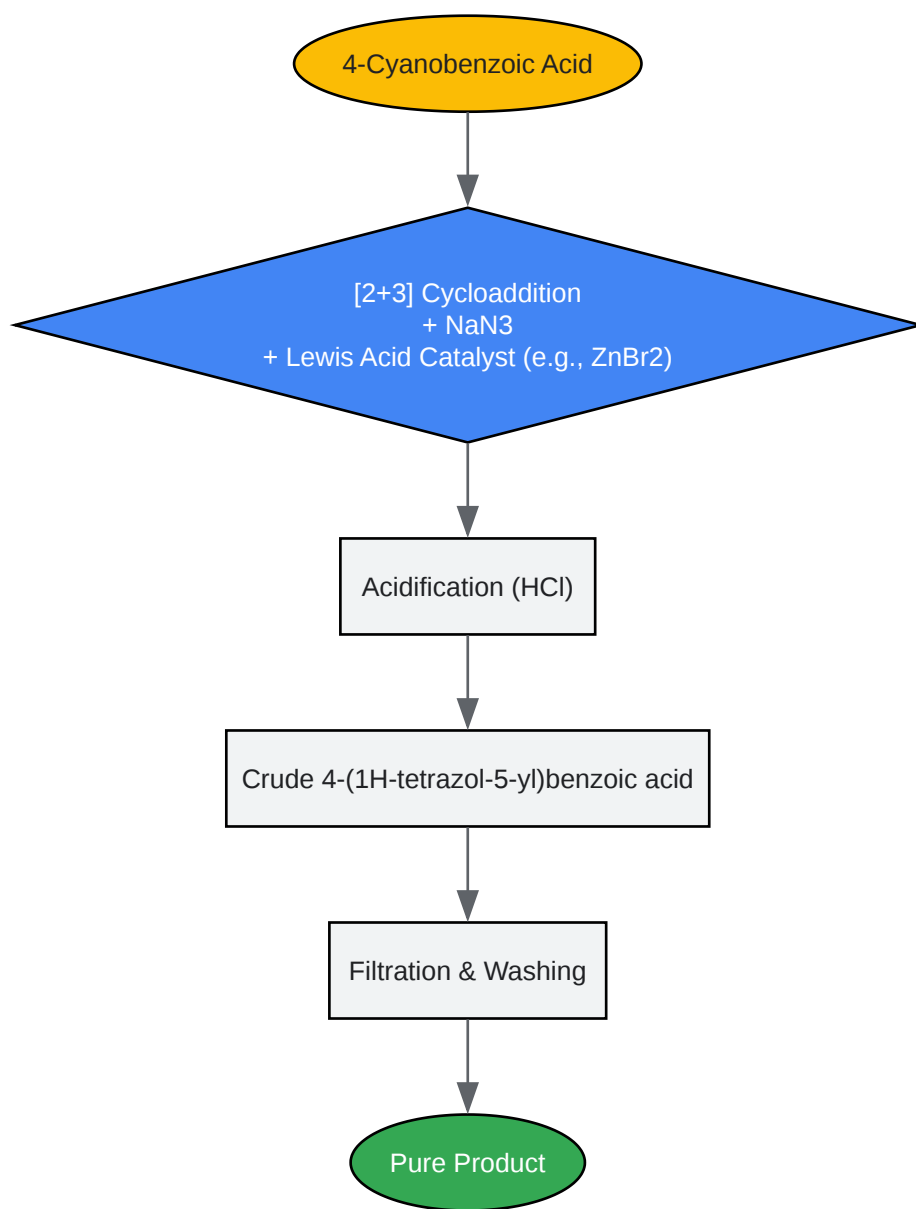 4-Cyanobenzoic Acid
[2+3] Cycloaddition
+ NaN3
+ Lewis Acid Catalyst (e.g., ZnBr2)
Acidification (HCl)
Crude 4-(1H-tetrazol-5-yl)benzoic acid
Filtration & Washing
Pure Product